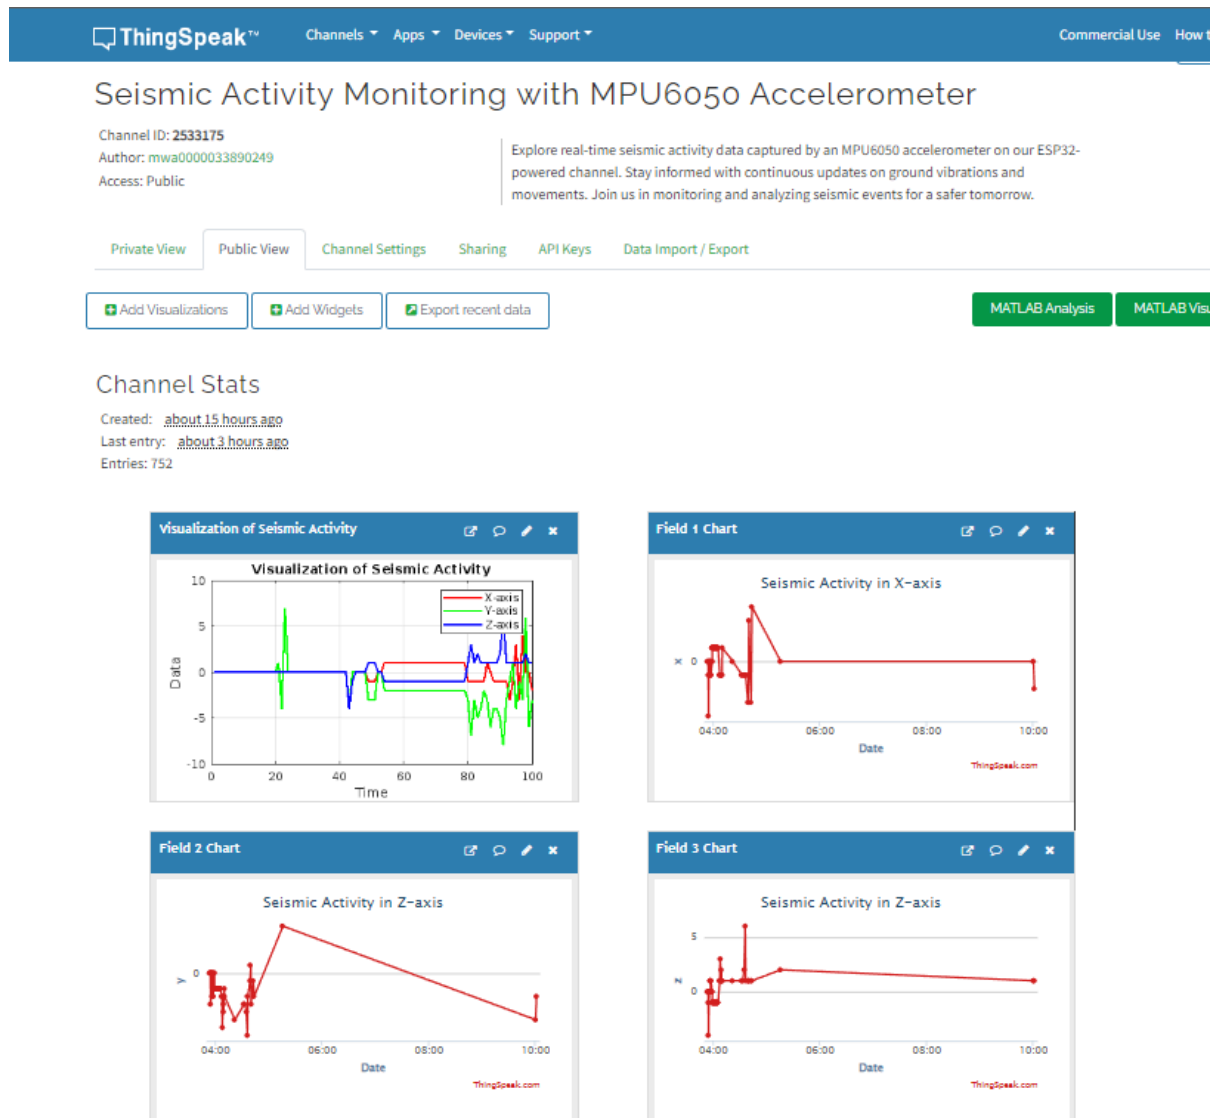 ThingSpeak™ Channels Apps Devices Support Commercial Use How t
Seismic Activity Monitoring with MPU6050 Accelerometer
Channel ID: 2533175
Author: mwa0000033890249
Access: Public
Explore real-time seismic activity data captured by an MPU6050 accelerometer on our ESP32-
powered channel. Stay informed with continuous updates on ground vibrations and
movements. Join us in monitoring and analyzing seismic events for a safer tomorrow.
Private View Public View Channel Settings Sharing API Keys Data Import / Export
Add Visualizations Add Widgets Export recent data MATLAB Analysis MATLAB Visu
Channel Stats
Created: about 15 hours ago
Last entry: about 3 hours ago
Entries: 752
Visualization of Seismic Activity
Visualization of Seismic Activity
10
5
0
-5
-10
Data
X-axis
Y-axis
Z-axis
0 20 40 60 80 100
Time
Field 1 Chart
Seismic Activity in X-axis
x 0
04:00 06:00 08:00 10:00
Date
ThingSpeak.com
Field 2 Chart
Seismic Activity in Z-axis
y 0
04:00 06:00 08:00 10:00
Date
ThingSpeak.com
Field 3 Chart
Seismic Activity in Z-axis
5
z
0
04:00 06:00 08:00 10:00
Date
ThingSpeak.com